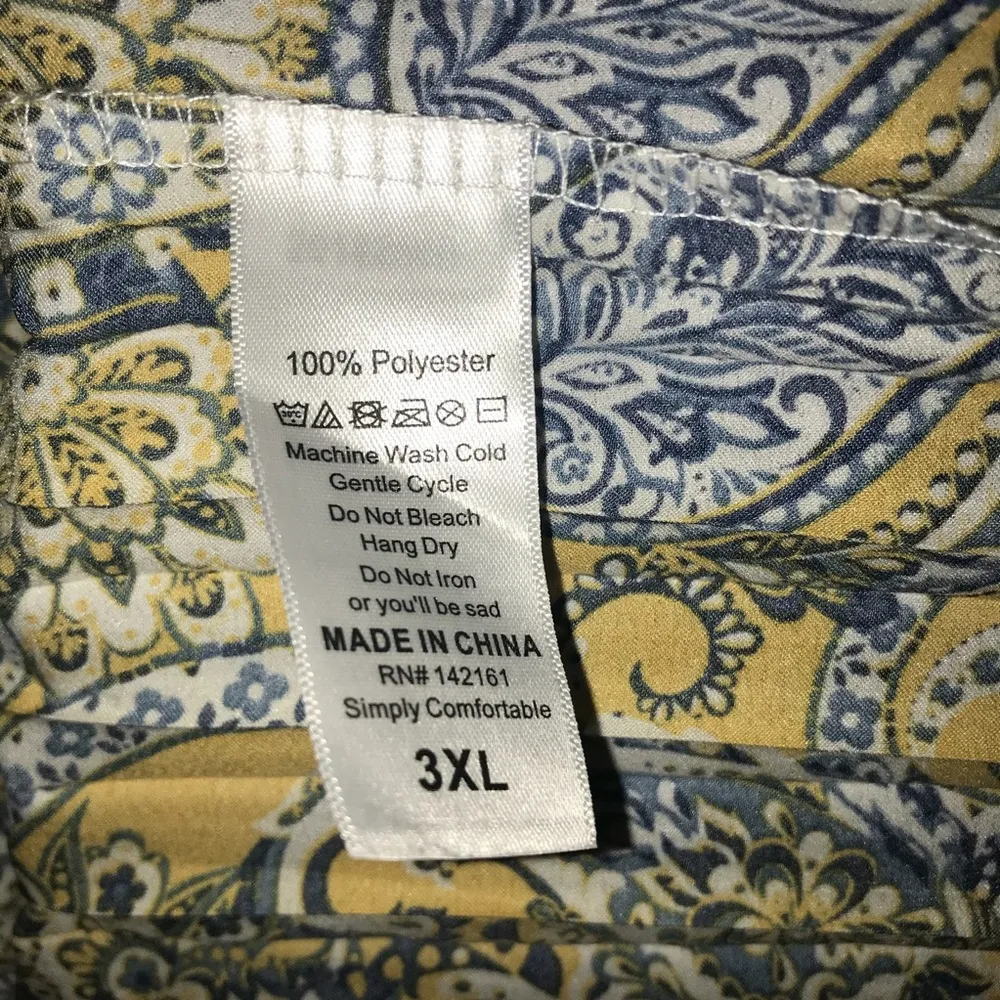 100% Polyester
30°C
Machine Wash Cold
Gentle Cycle
Do Not Bleach
Hang Dry
Do Not Iron
or you'll be sad
MADE IN CHINA
RN# 142161
Simply Comfortable
3XL